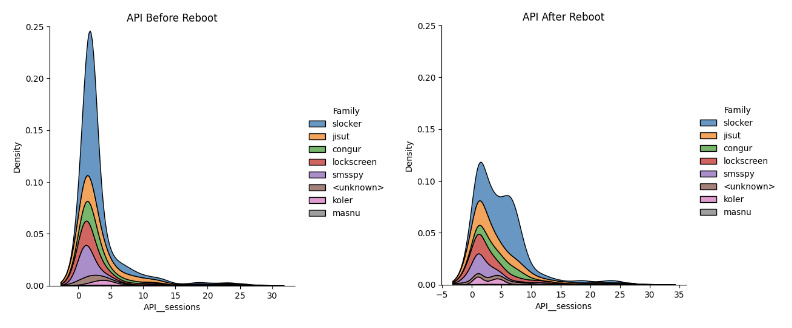 API Before Reboot
0.25
0.20
0.15
0.10
0.05
0.00
Density
0 5 10 15 20 25 30
API__sessions
Family
slocker
jisut
congur
lockscreen
smsspy
<unknown>
koler
masnu
API After Reboot
0.25
0.20
0.15
0.10
0.05
0.00
Density
−5 0 5 10 15 20 25 30 35
API__sessions
Family
slocker
jisut
congur
lockscreen
smsspy
<unknown>
koler
masnu